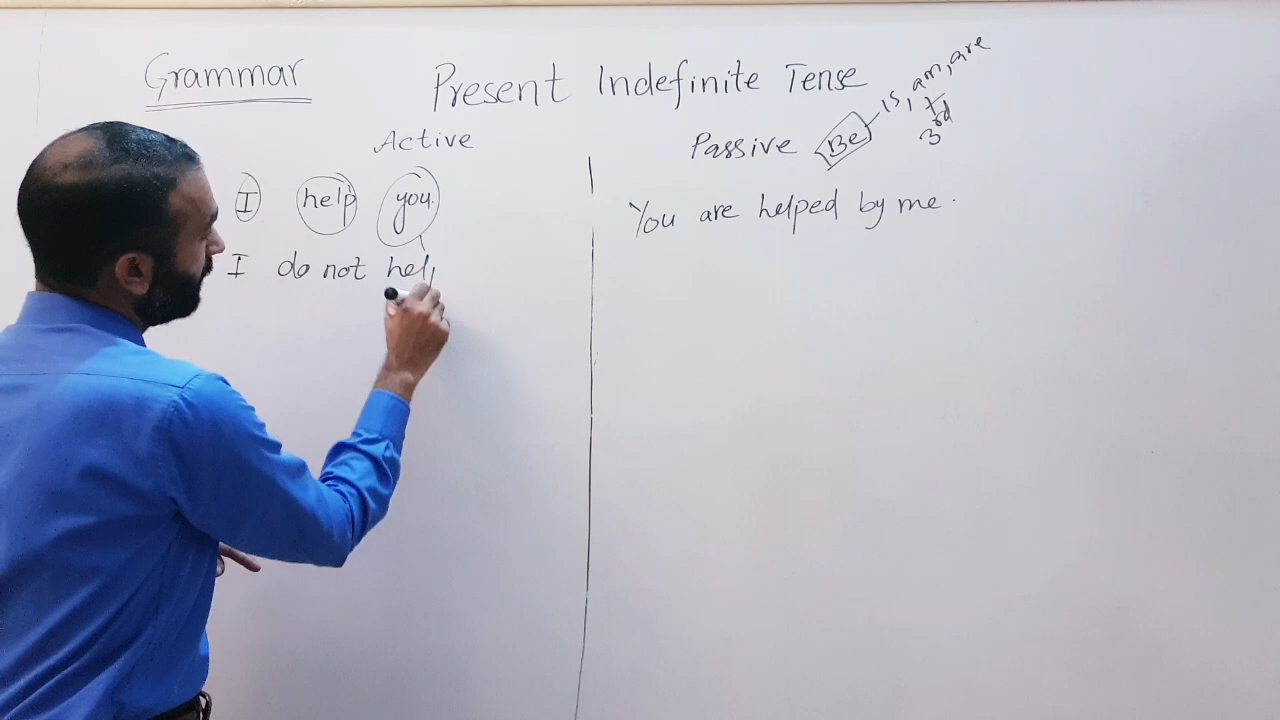 Grammar
Present Indefinite Tense
Active
Passive Be is, am, are
+
3rd
I help you.
You are helped by me.
I do not hel